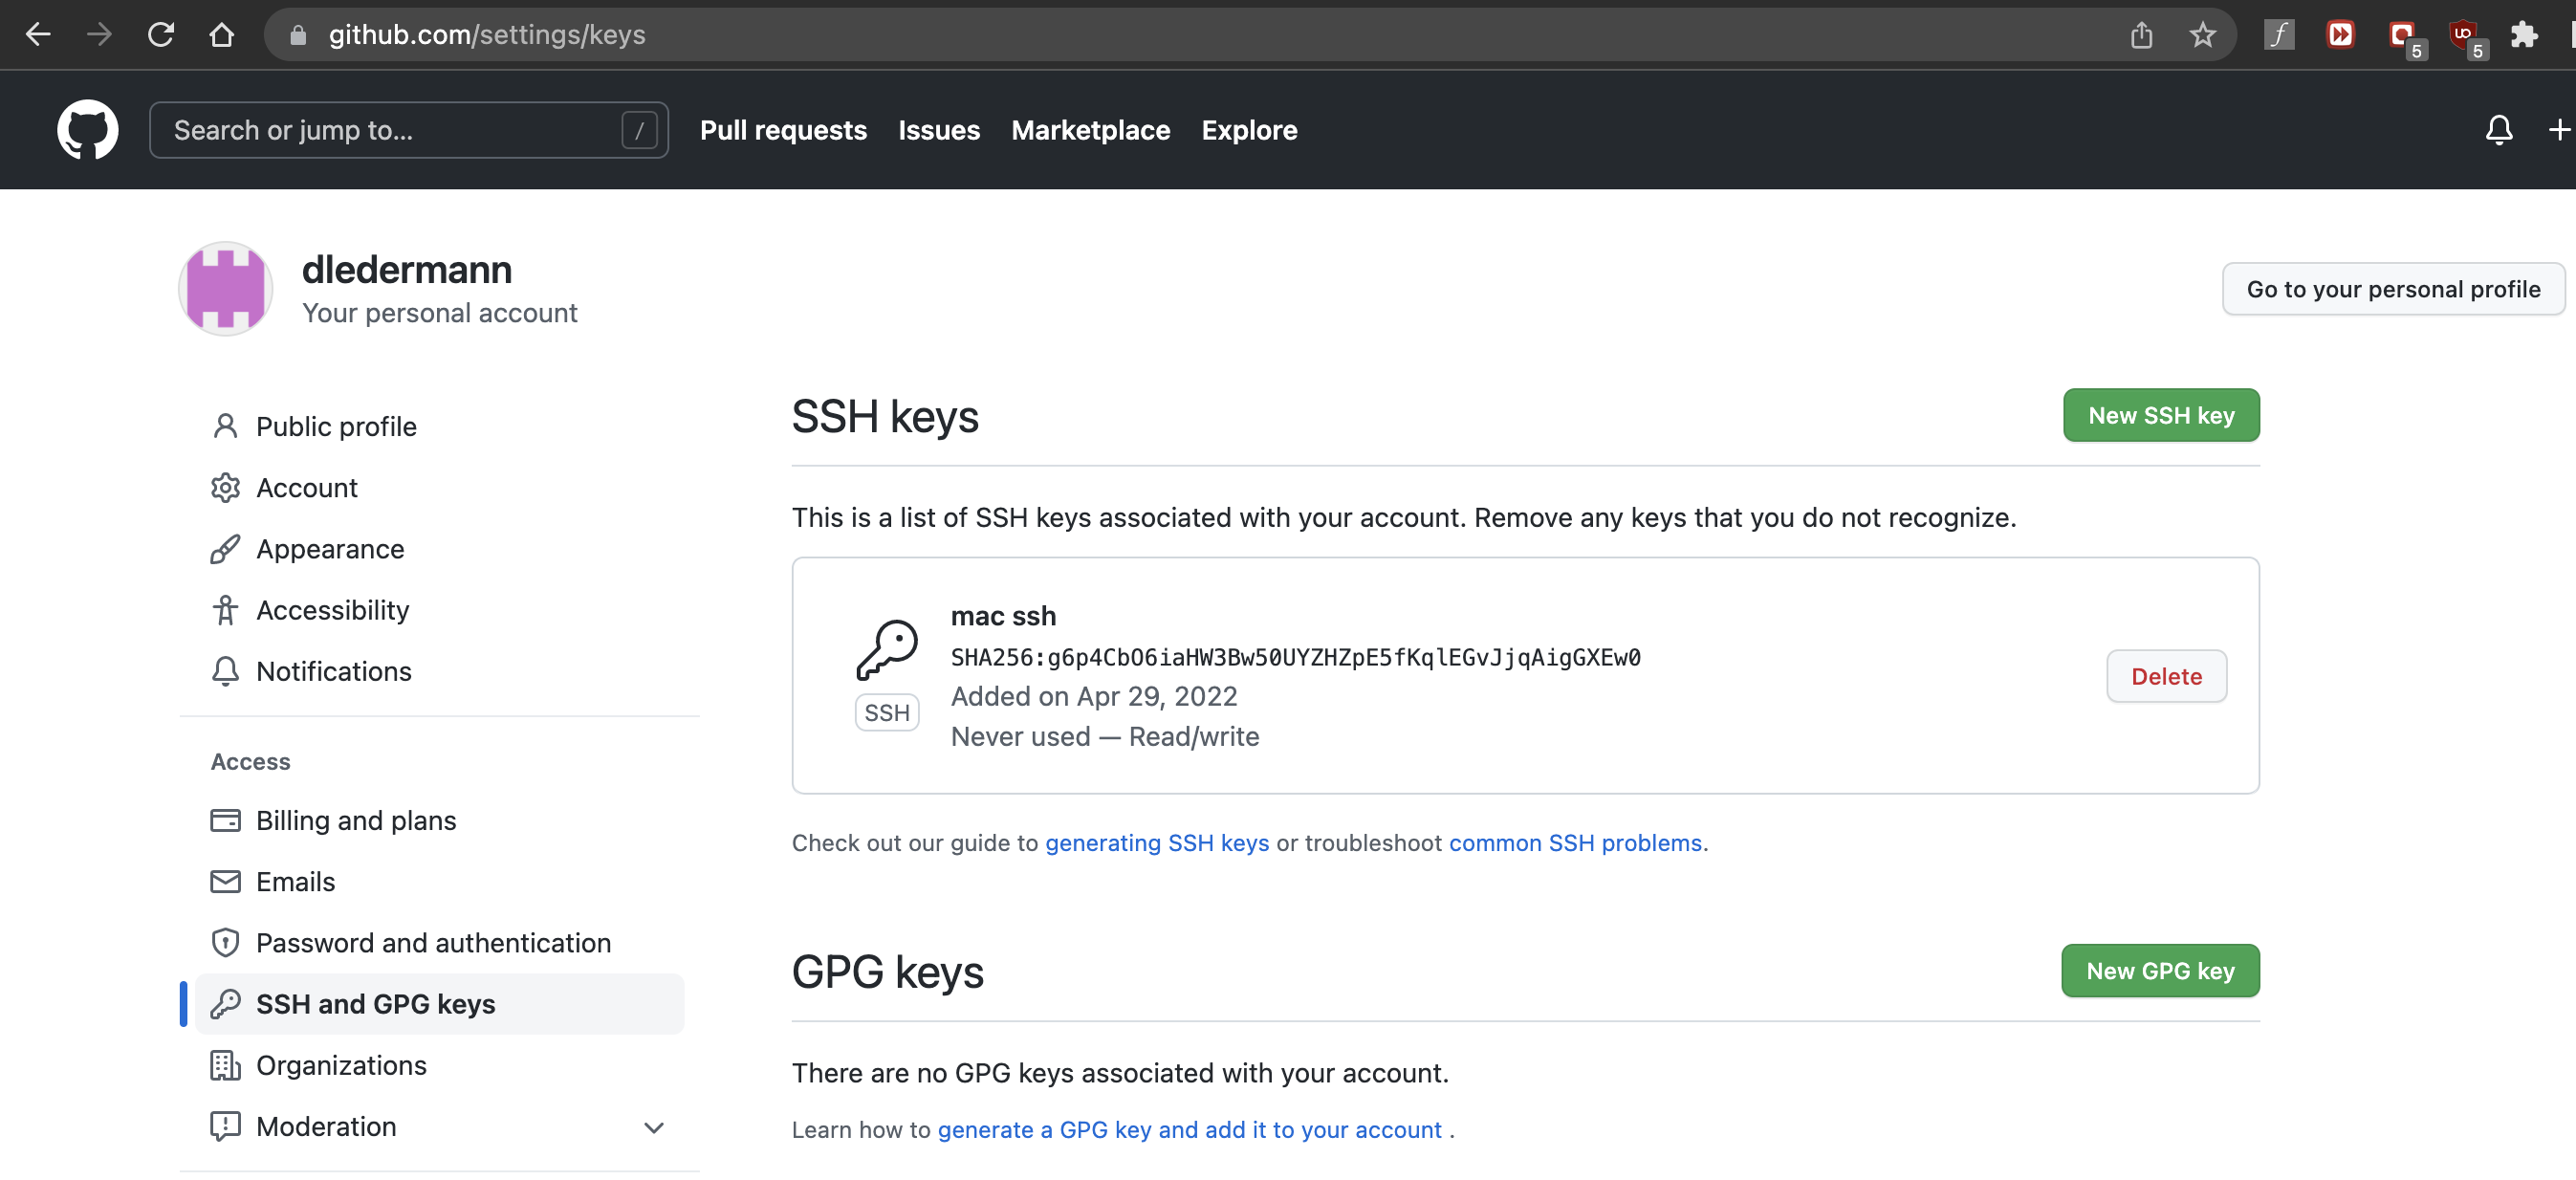 github.com/settings/keys
5
5
Search or jump to...
/
Pull requests
Issues
Marketplace
Explore
dledermann
Your personal account
Go to your personal profile
Public profile
Account
Appearance
Accessibility
Notifications
Access
Billing and plans
Emails
Password and authentication
SSH and GPG keys
Organizations
Moderation
SSH keys
New SSH key
This is a list of SSH keys associated with your account. Remove any keys that you do not recognize.
mac ssh
SHA256:g6p4CbO6iaHW3Bw50UYZHZpE5fKqlEGvJjqAigGXEw0
Added on Apr 29, 2022
Never used — Read/write
SSH
Delete
Check out our guide to generating SSH keys or troubleshoot common SSH problems.
GPG keys
New GPG key
There are no GPG keys associated with your account.
Learn how to generate a GPG key and add it to your account .